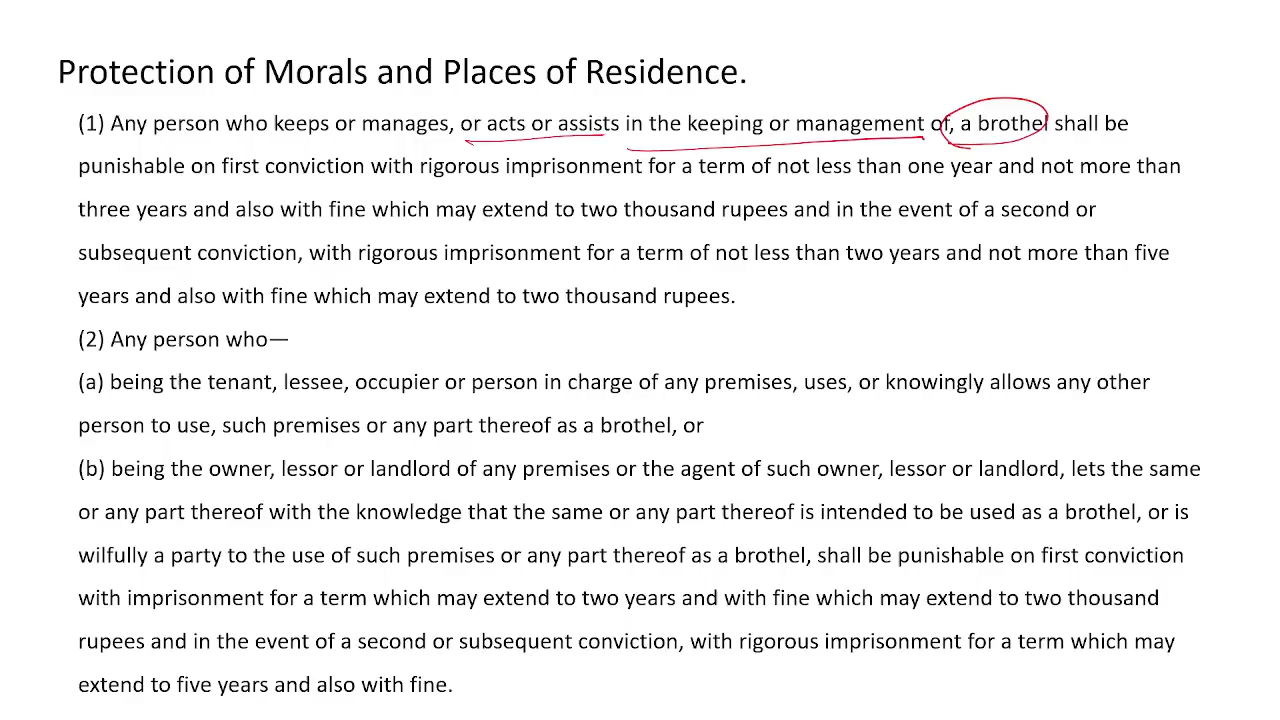 Protection of Morals and Places of Residence.
(1) Any person who keeps or manages, or acts or assists in the keeping or management of, a brothel shall be
punishable on first conviction with rigorous imprisonment for a term of not less than one year and not more than
three years and also with fine which may extend to two thousand rupees and in the event of a second or
subsequent conviction, with rigorous imprisonment for a term of not less than two years and not more than five
years and also with fine which may extend to two thousand rupees.
(2) Any person who—
(a) being the tenant, lessee, occupier or person in charge of any premises, uses, or knowingly allows any other
person to use, such premises or any part thereof as a brothel, or
(b) being the owner, lessor or landlord of any premises or the agent of such owner, lessor or landlord, lets the same
or any part thereof with the knowledge that the same or any part thereof is intended to be used as a brothel, or is
wilfully a party to the use of such premises or any part thereof as a brothel, shall be punishable on first conviction
with imprisonment for a term which may extend to two years and with fine which may extend to two thousand
rupees and in the event of a second or subsequent conviction, with rigorous imprisonment for a term which may
extend to five years and also with fine.